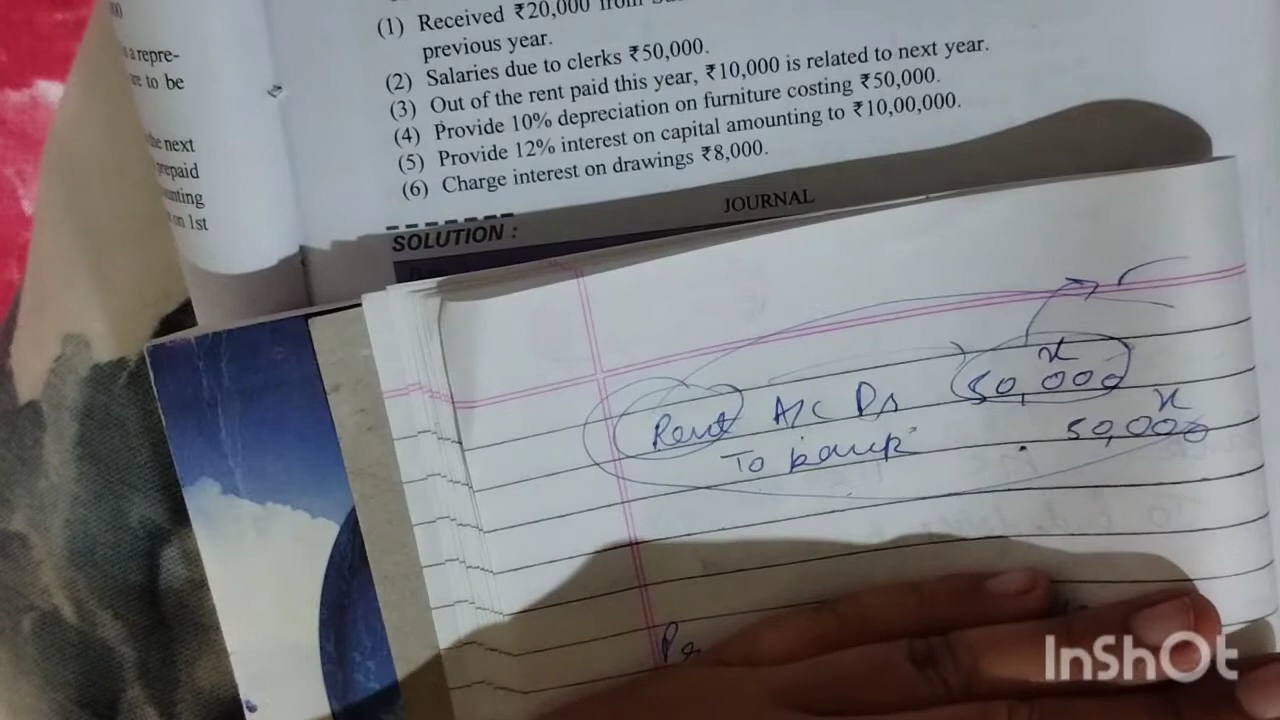 00
a repre-
re to be
the next
prepaid
unting
on 1st
(1) Received ₹20,000 from
previous year.
(2) Salaries due to clerks ₹50,000.
(3) Out of the rent paid this year, ₹10,000 is related to next year.
(4) Provide 10% depreciation on furniture costing ₹50,000.
(5) Provide 12% interest on capital amounting to ₹10,00,000.
(6) Charge interest on drawings ₹8,000.
SOLUTION :
JOURNAL
Rent A/C Dr 50,000
To bank 50,000
InShOt